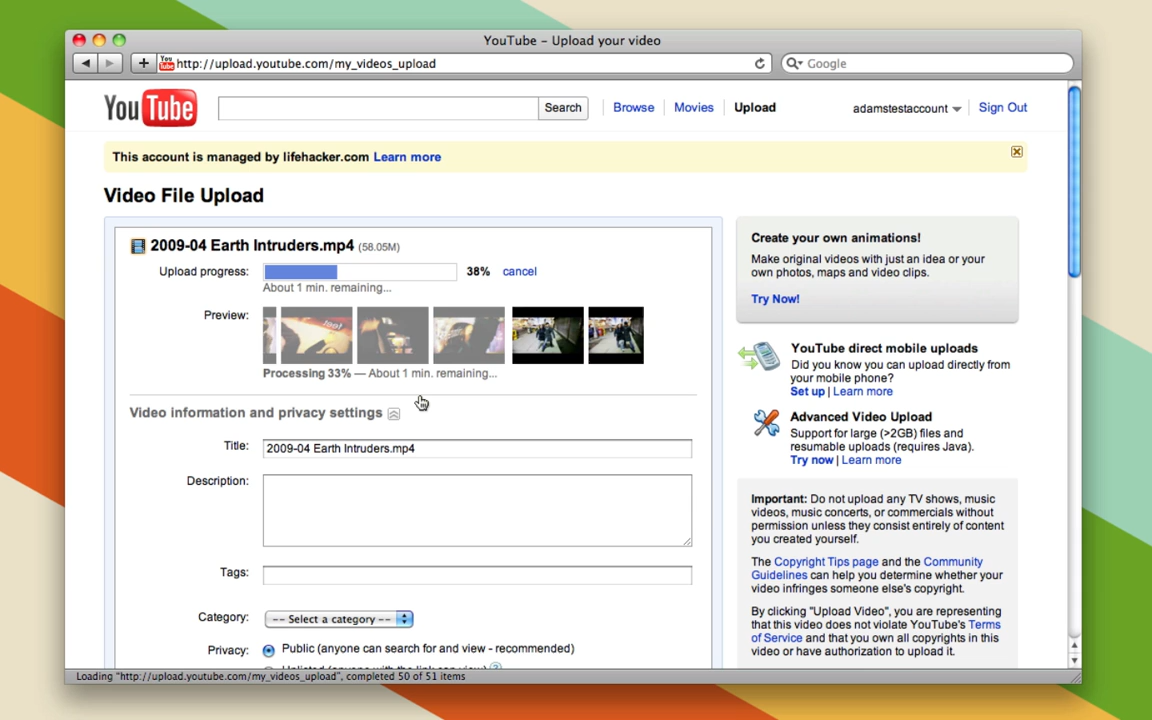 YouTube – Upload your video
http://upload.youtube.com/my_videos_upload
Google
YouTube
Search
Browse
Movies
Upload
adamstestaccount
Sign Out
This account is managed by lifehacker.com Learn more
Video File Upload
2009-04 Earth Intruders.mp4 (58.05M)
Upload progress:
38%
cancel
About 1 min. remaining...
Preview:
Processing 33% — About 1 min. remaining...
Video information and privacy settings
Title:
2009-04 Earth Intruders.mp4
Description:
Tags:
Category:
-- Select a category --
Privacy:
Public (anyone can search for and view - recommended)
Create your own animations!
Make original videos with just an idea or your
own photos, maps and video clips.
Try Now!
YouTube direct mobile uploads
Did you know you can upload directly from
your mobile phone?
Set up | Learn more
Advanced Video Upload
Support for large (>2GB) files and
resumable uploads (requires Java).
Try now | Learn more
Important: Do not upload any TV shows, music
videos, music concerts, or commercials without
permission unless they consist entirely of content
you created yourself.
The Copyright Tips page and the Community
Guidelines can help you determine whether your
video infringes someone else's copyright.
By clicking "Upload Video", you are representing
that this video does not violate YouTube's Terms
of Service and that you own all copyrights in this
video or have authorization to upload it.
Loading "http://upload.youtube.com/my_videos_upload", completed 50 of 51 items